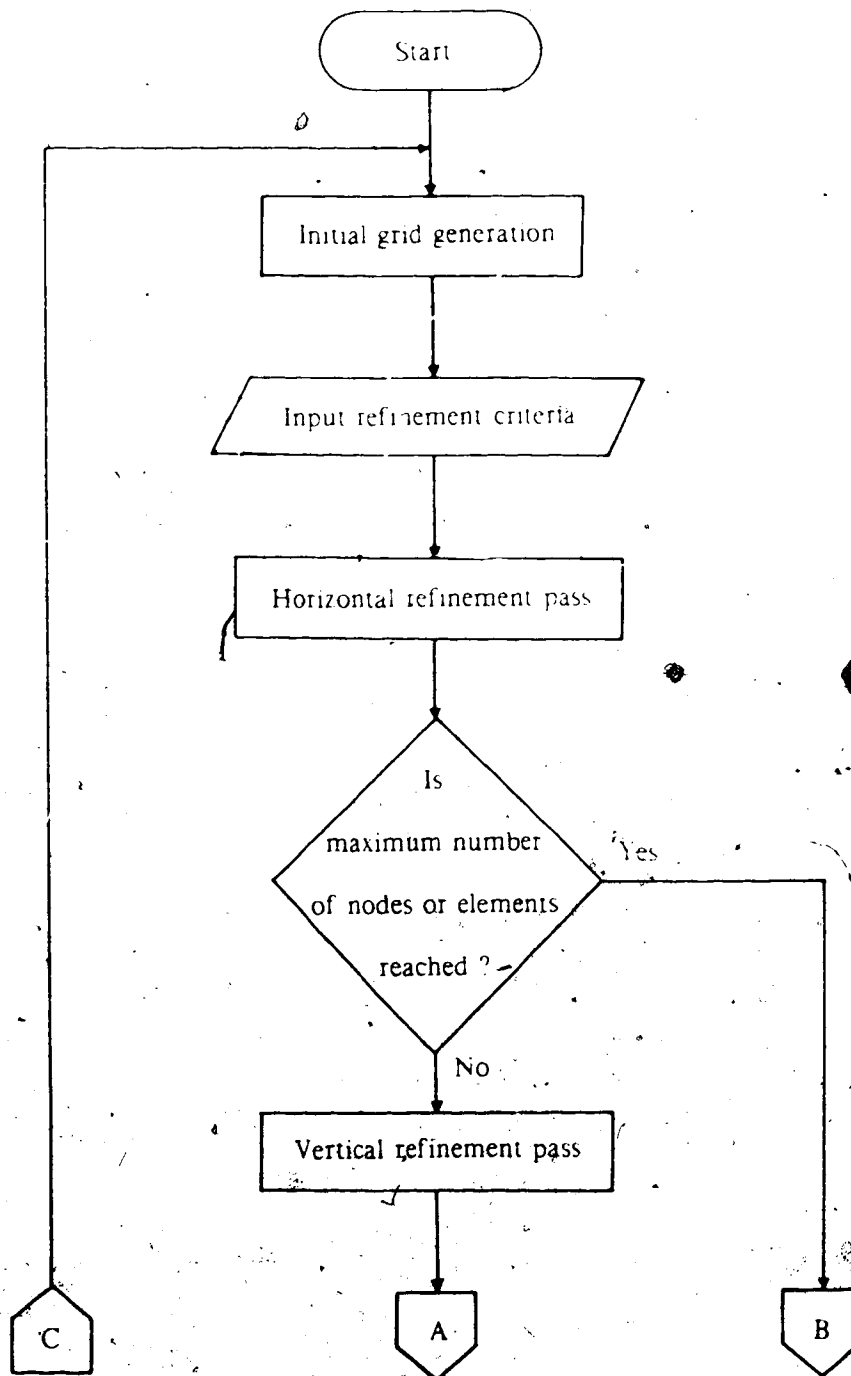 Start
Initial grid generation
Input refinement criteria
Horizontal refinement pass
Is
maximum number
of nodes or elements
reached ?
Yes
No
Vertical refinement pass
C
A
B